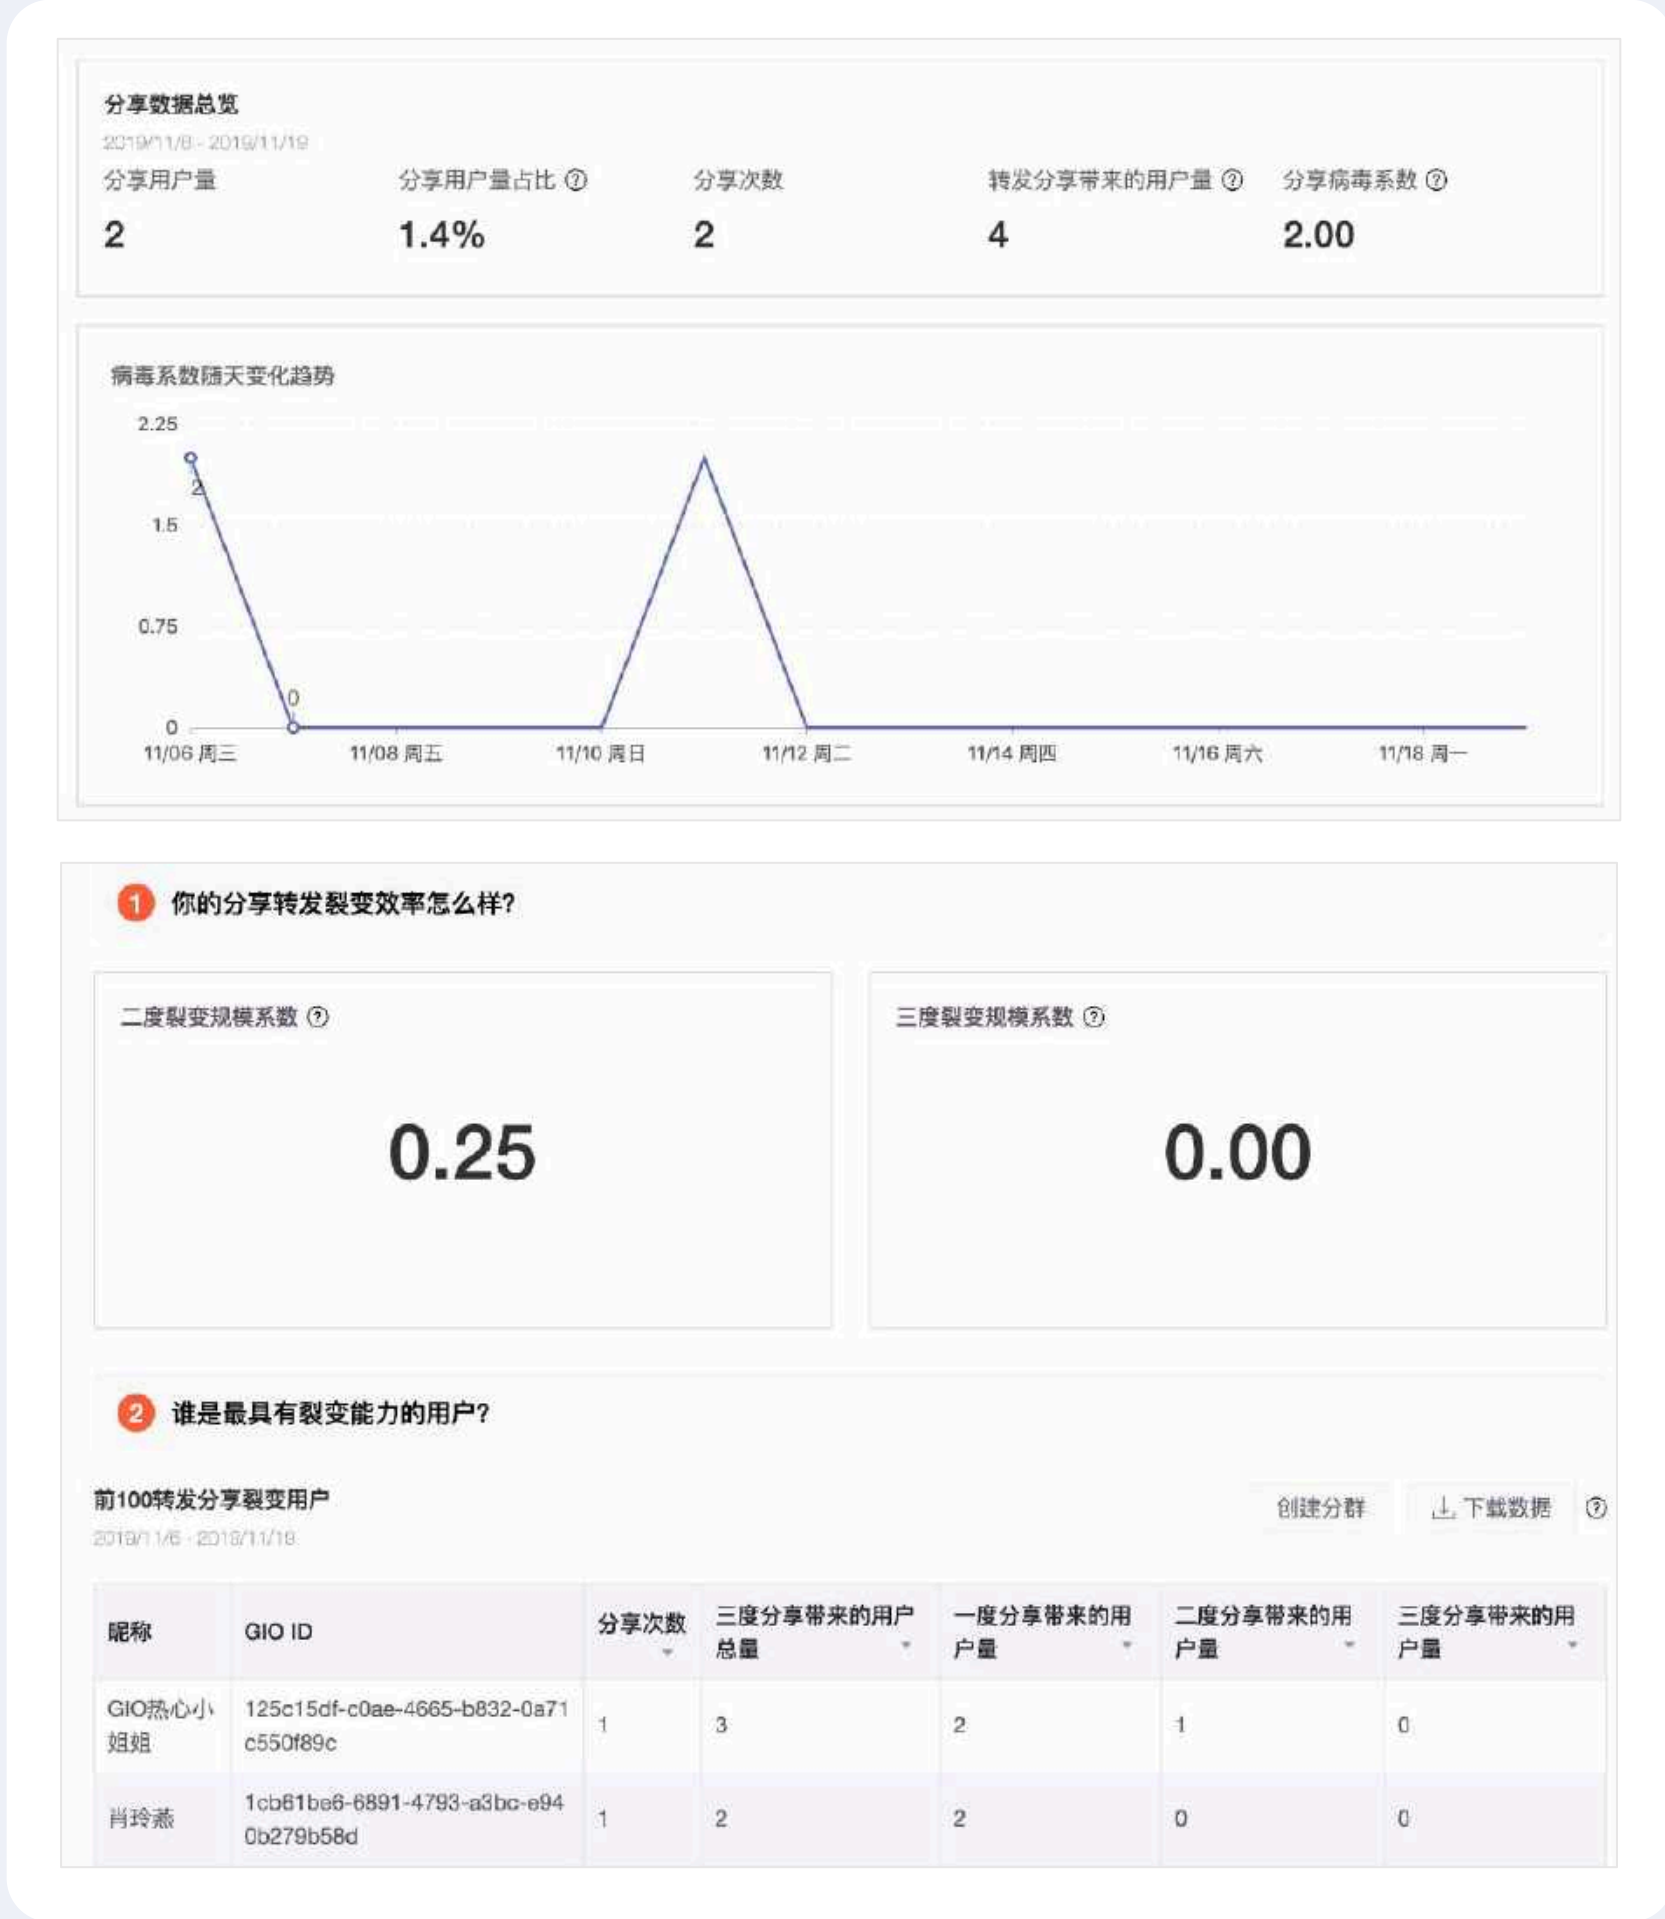 分享数据总览
2019/11/6 - 2019/11/19
分享用户量 分享用户量占比 ? 分享次数 转发分享带来的用户量 ? 分享病毒系数 ?
2 1.4% 2 4 2.00
病毒系数随天变化趋势
2.25
2
1.5
0.75
0
0
11/06 周三 11/08 周五 11/10 周日 11/12 周二 11/14 周四 11/16 周六 11/18 周一
1 你的分享转发裂变效率怎么样?
二度裂变规模系数 ? 三度裂变规模系数 ?
0.25 0.00
2 谁是最具有裂变能力的用户?
前100转发分享裂变用户 创建分群 下载数据 ?
2019/11/6 - 2019/11/19
昵称 GIO ID 分享次数 三度分享带来的用户 一度分享带来的用 二度分享带来的用 三度分享带来的用
总量 户量 户量 户量
GIO热心小 125c15df-c0ae-4665-b832-0a71 1 3 2 1 0
姐姐 c550f89c
肖玲燕 1cb61be6-6891-4793-a3bc-e94 1 2 2 0 0
0b279b58d